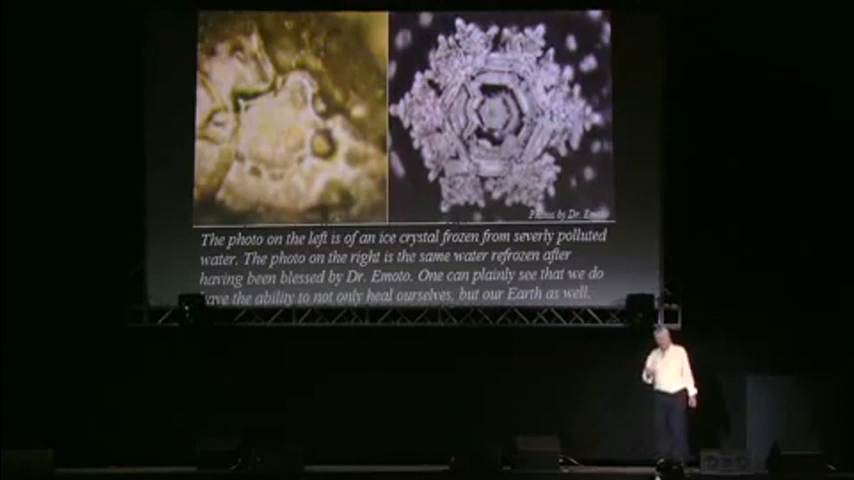 Photos by Dr. Emoto
The photo on the left is of an ice crystal frozen from severly polluted
water. The photo on the right is the same water refrozen after
having been blessed by Dr. Emoto. One can plainly see that we do
have the ability to not only heal ourselves, but our Earth as well.